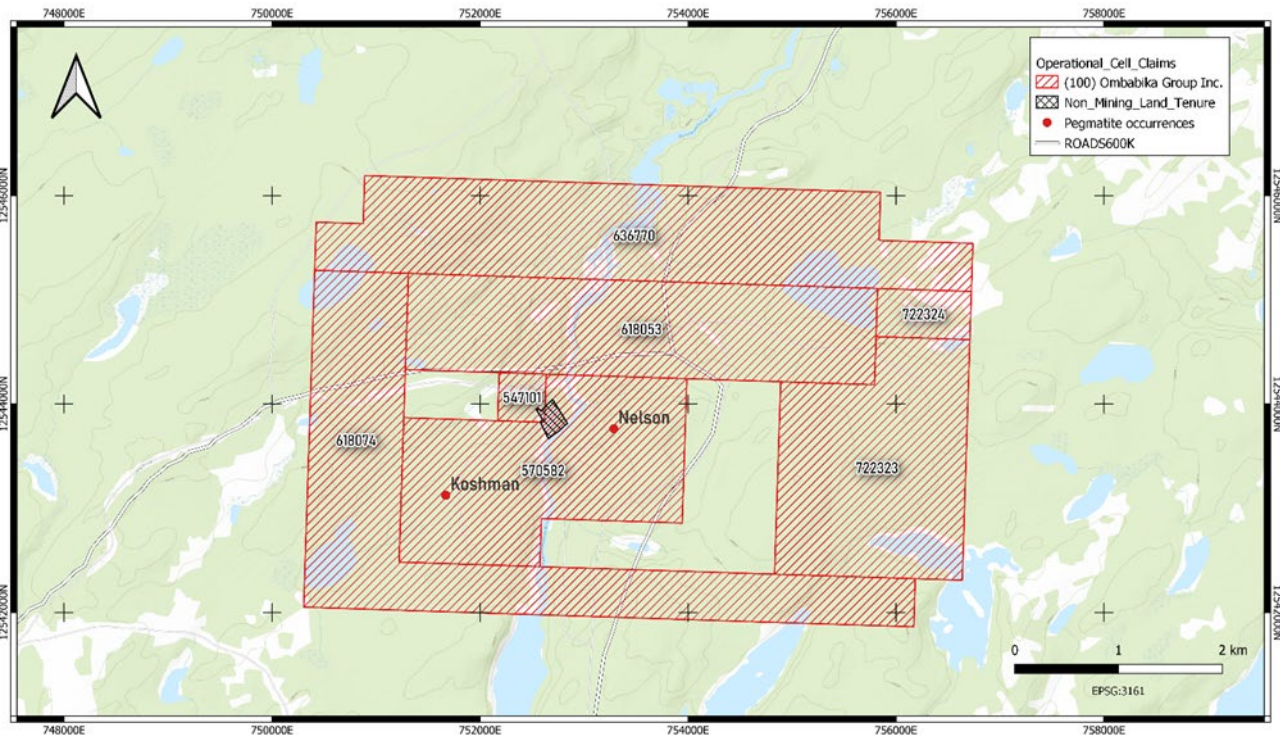 748000E 750000E 752000E 754000E 756000E 758000E
Operational_Cell_Claims
(100) Ombabika Group Inc.
Non_Mining_Land_Tenure
Pegmatite occurrences
ROADS600K
12546000N 12546000N
636770
722324
618053
547101
12544000N 12544000N
Nelson
618074
722323
570582
Koshman
12542000N 12542000N
0 1 2 km
EPSG:3161
748000E 750000E 752000E 754000E 756000E 758000E